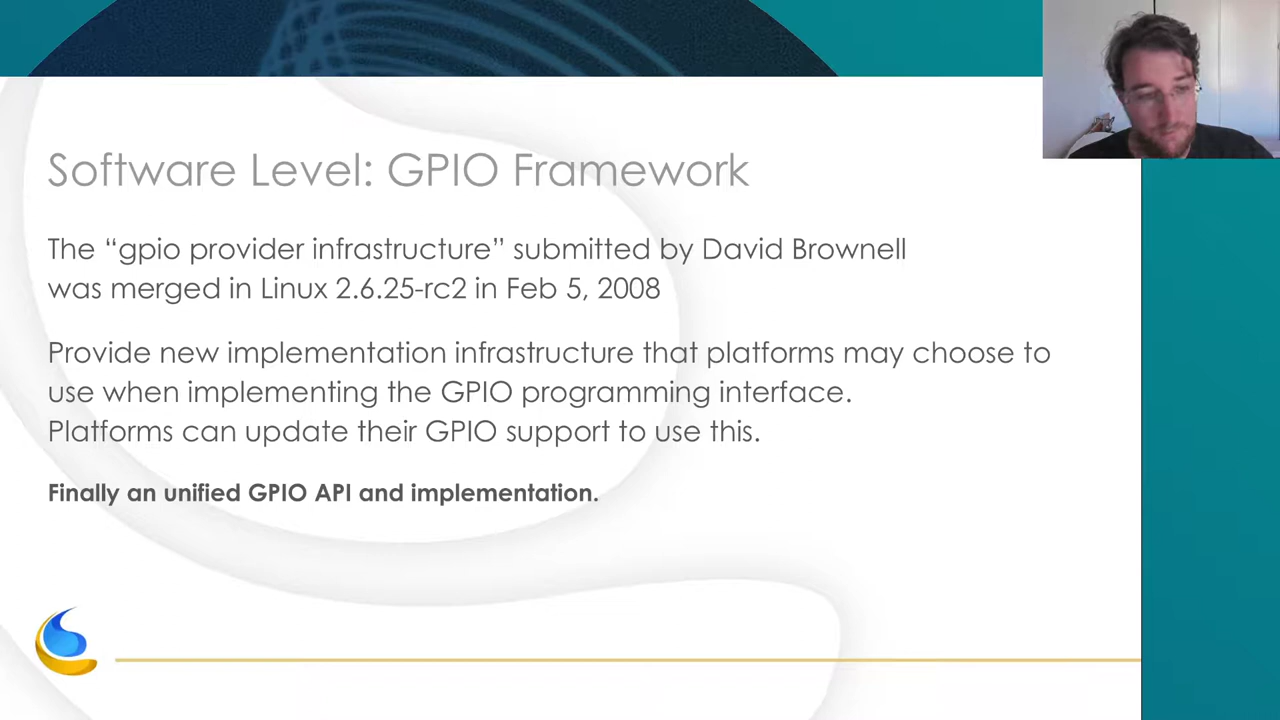 Software Level: GPIO Framework
The “gpio provider infrastructure” submitted by David Brownell
was merged in Linux 2.6.25-rc2 in Feb 5, 2008
Provide new implementation infrastructure that platforms may choose to
use when implementing the GPIO programming interface.
Platforms can update their GPIO support to use this.
Finally an unified GPIO API and implementation.